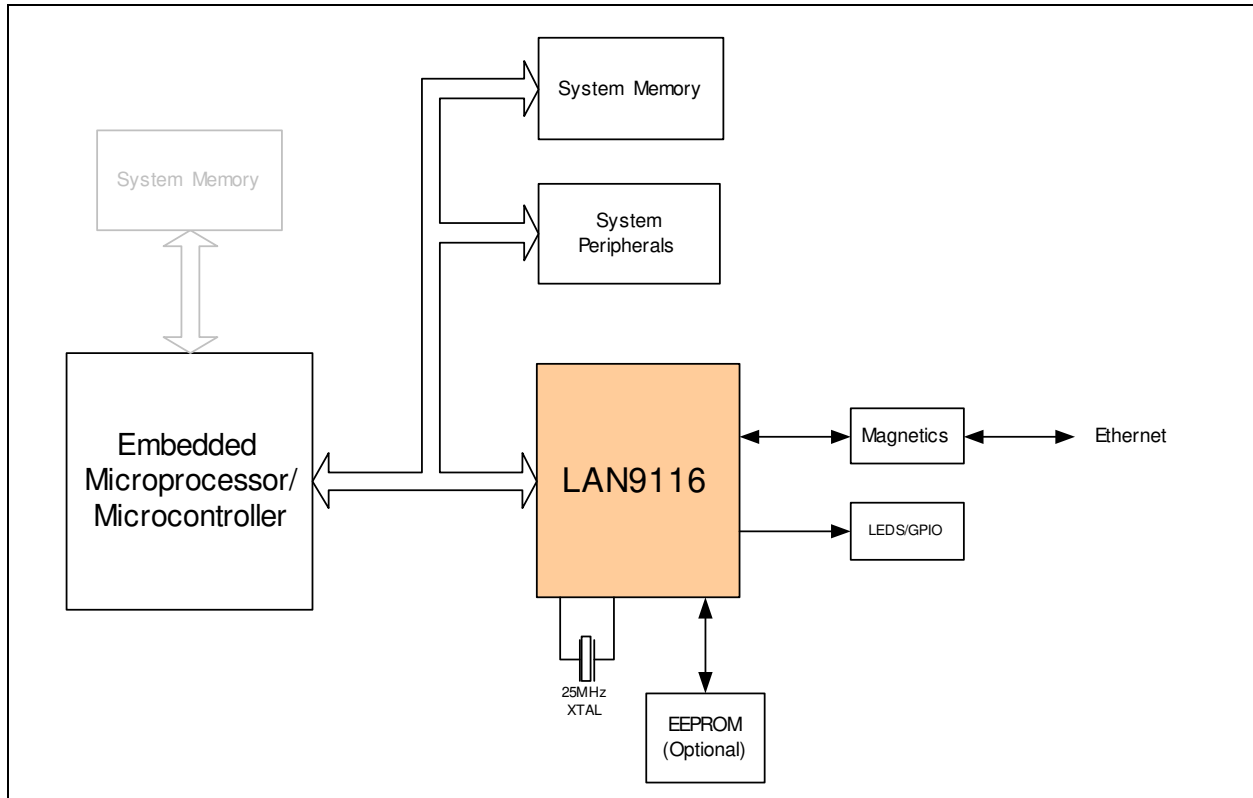 System Memory
System Memory
System
Peripherals
Embedded
Microprocessor/
Microcontroller
LAN9116
Magnetics
Ethernet
LEDS/GPIO
25MHz
XTAL
EEPROM
(Optional)